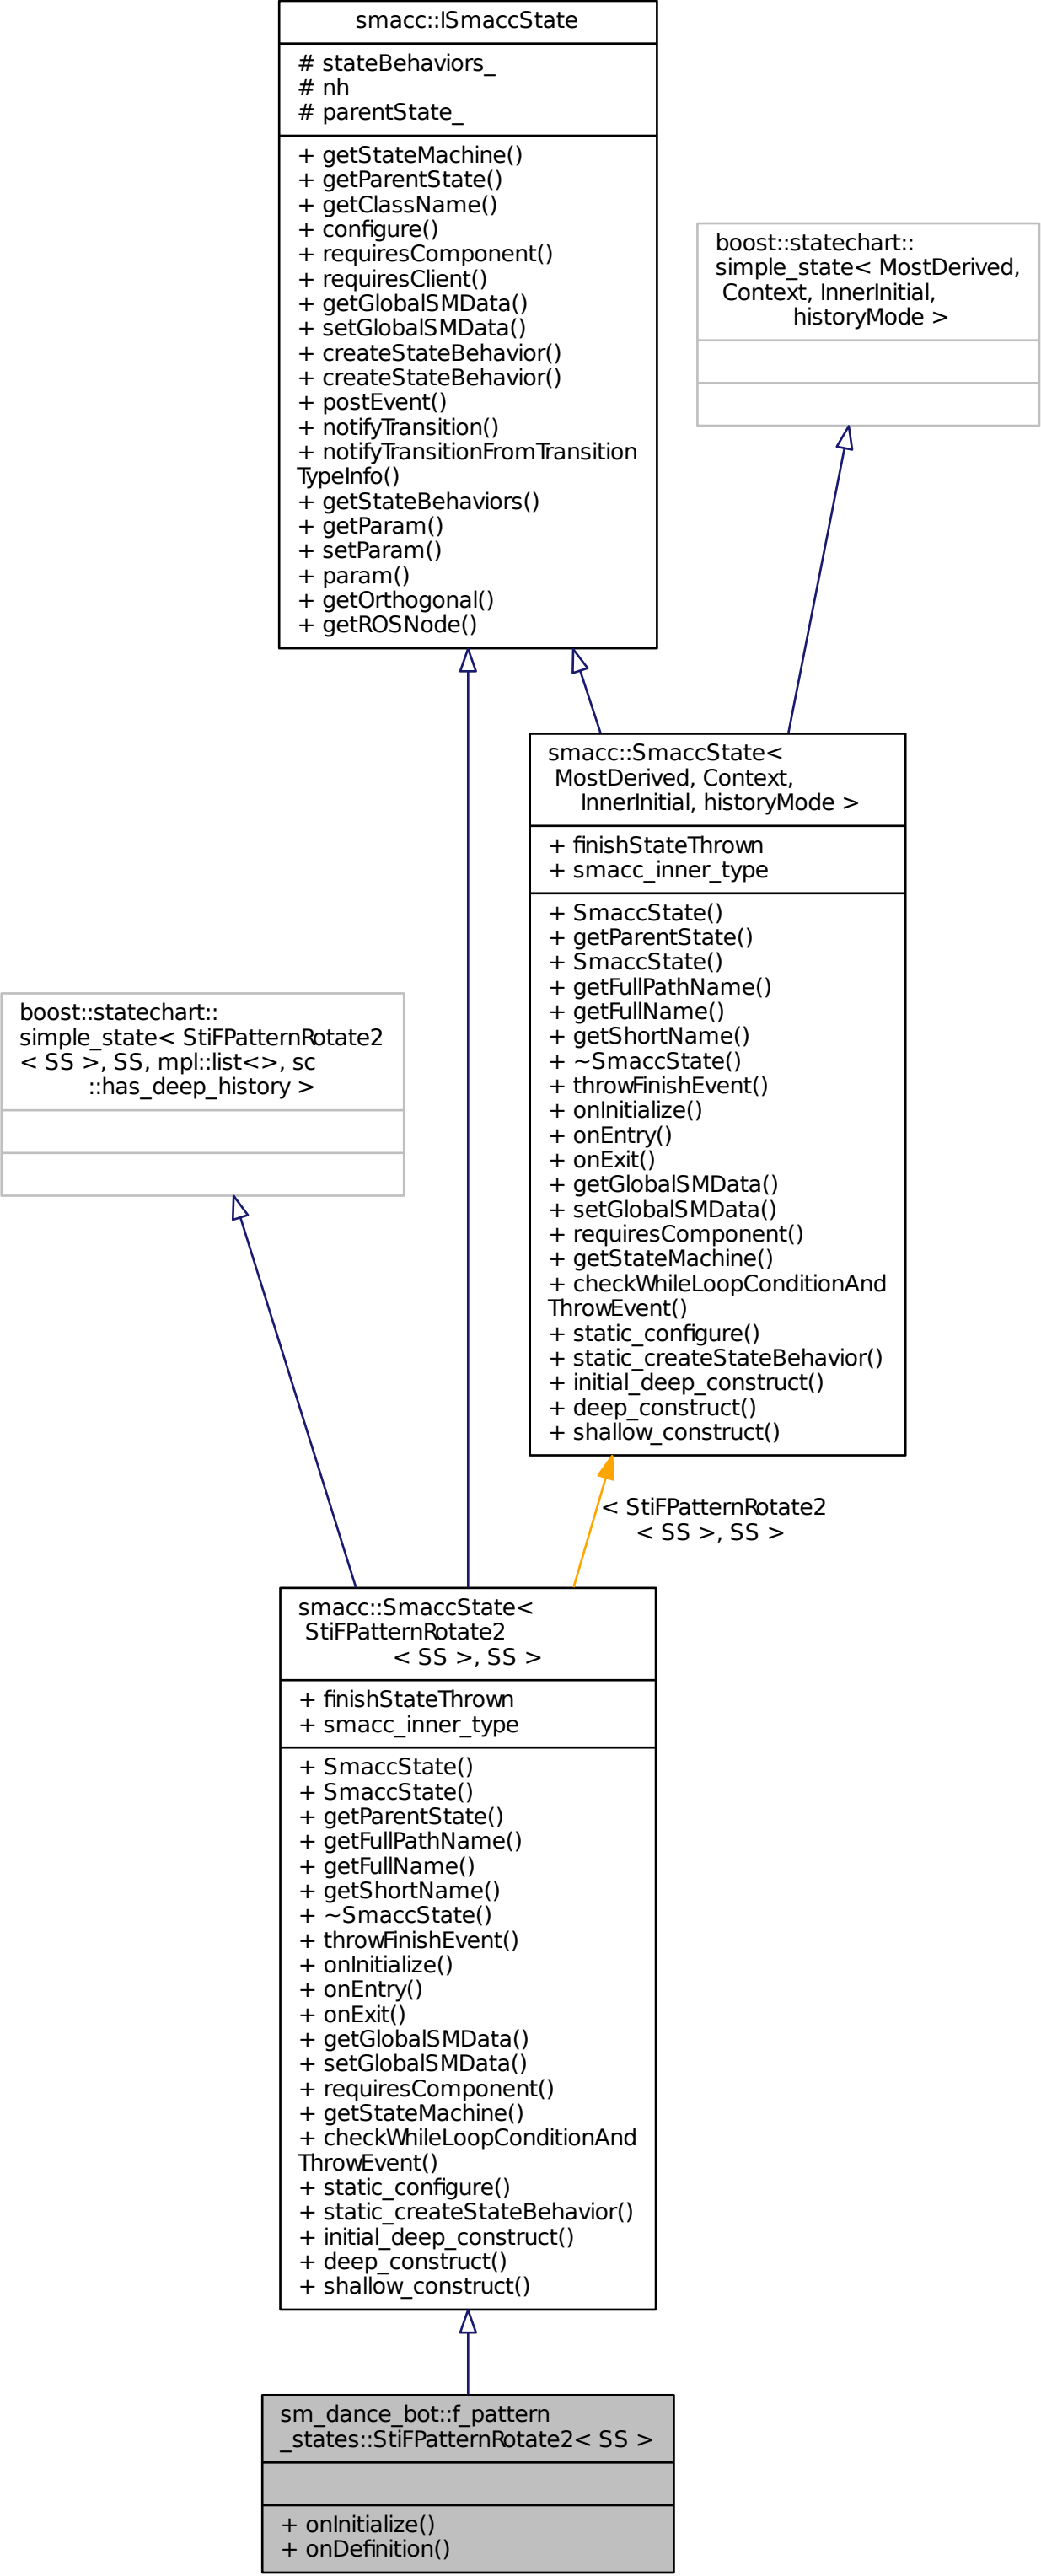 smacc::ISmaccState
# stateBehaviors_
# nh
# parentState_
+ getStateMachine()
+ getParentState()
+ getClassName()
+ configure()
+ requiresComponent()
+ requiresClient()
+ getGlobalSMData()
+ setGlobalSMData()
+ createStateBehavior()
+ createStateBehavior()
+ postEvent()
+ notifyTransition()
+ notifyTransitionFromTransition
TypeInfo()
+ getStateBehaviors()
+ getParam()
+ setParam()
+ param()
+ getOrthogonal()
+ getROSNode()
boost::statechart::
simple_state< MostDerived,
Context, InnerInitial,
historyMode >
smacc::SmaccState<
MostDerived, Context,
InnerInitial, historyMode >
+ finishStateThrown
+ smacc_inner_type
+ SmaccState()
+ getParentState()
+ SmaccState()
+ getFullPathName()
+ getFullName()
+ getShortName()
+ ~SmaccState()
+ throwFinishEvent()
+ onInitialize()
+ onEntry()
+ onExit()
+ getGlobalSMData()
+ setGlobalSMData()
+ requiresComponent()
+ getStateMachine()
+ checkWhileLoopConditionAnd
ThrowEvent()
+ static_configure()
+ static_createStateBehavior()
+ initial_deep_construct()
+ deep_construct()
+ shallow_construct()
boost::statechart::
simple_state< StiFPatternRotate2
< SS >, SS, mpl::list<>, sc
::has_deep_history >
< StiFPatternRotate2
< SS >, SS >
smacc::SmaccState<
StiFPatternRotate2
< SS >, SS >
+ finishStateThrown
+ smacc_inner_type
+ SmaccState()
+ SmaccState()
+ getParentState()
+ getFullPathName()
+ getFullName()
+ getShortName()
+ ~SmaccState()
+ throwFinishEvent()
+ onInitialize()
+ onEntry()
+ onExit()
+ getGlobalSMData()
+ setGlobalSMData()
+ requiresComponent()
+ getStateMachine()
+ checkWhileLoopConditionAnd
ThrowEvent()
+ static_configure()
+ static_createStateBehavior()
+ initial_deep_construct()
+ deep_construct()
+ shallow_construct()
sm_dance_bot::f_pattern
_states::StiFPatternRotate2< SS >
+ onInitialize()
+ onDefinition()